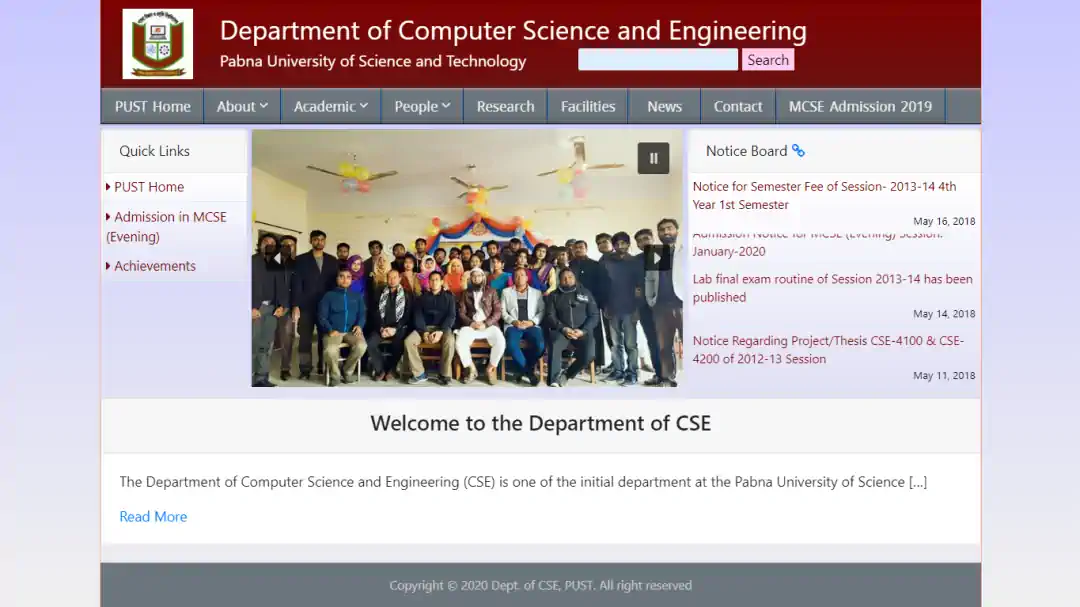 Department of Computer Science and Engineering
Pabna University of Science and Technology
Search
PUST Home
About
Academic
People
Research
Facilities
News
Contact
MCSE Admission 2019
Quick Links
PUST Home
Admission in MCSE
(Evening)
Achievements
Notice Board
Notice for Semester Fee of Session- 2013-14 4th
Year 1st Semester
May 16, 2018
Admission Notice for MCSE (Evening) Session:
January-2020
Lab final exam routine of Session 2013-14 has been
published
May 14, 2018
Notice Regarding Project/Thesis CSE-4100 & CSE-
4200 of 2012-13 Session
May 11, 2018
Welcome to the Department of CSE
The Department of Computer Science and Engineering (CSE) is one of the initial department at the Pabna University of Science [...]
Read More
Copyright © 2020 Dept. of CSE, PUST. All right reserved